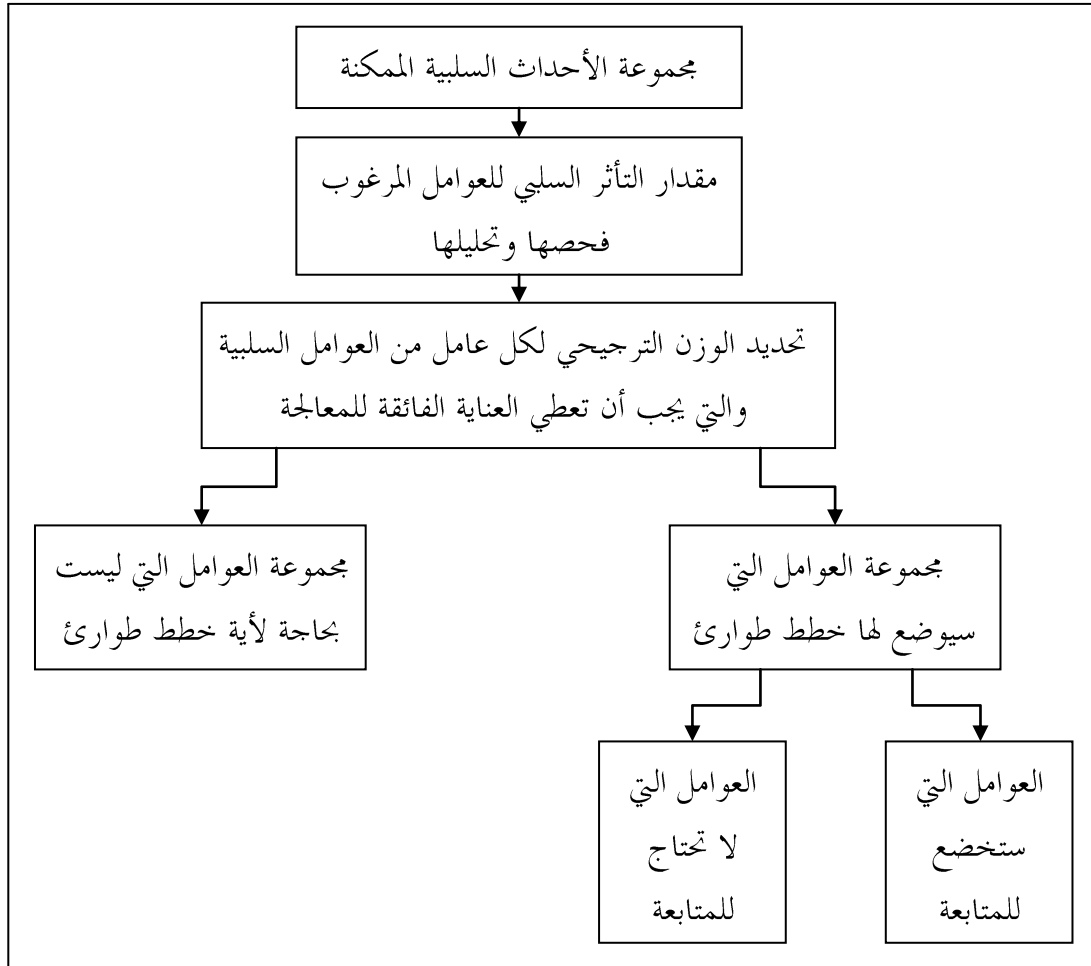 مجموعة الأحداث السلبية الممكنة
مقدار التأثر السلبي للعوامل المرغوب
فحصها وتحليلها
تحديد الوزن الترجيحي لكل عامل من العوامل السلبية
والتي يجب أن تعطي العناية الفائقة للمعالجة
مجموعة العوامل التي
سيوضع لها خطط طوارئ
مجموعة العوامل التي ليست
بحاجة لأية خطط طوارئ
العوامل التي
ستخضع
للمتابعة
العوامل التي
لا تحتاج
للمتابعة